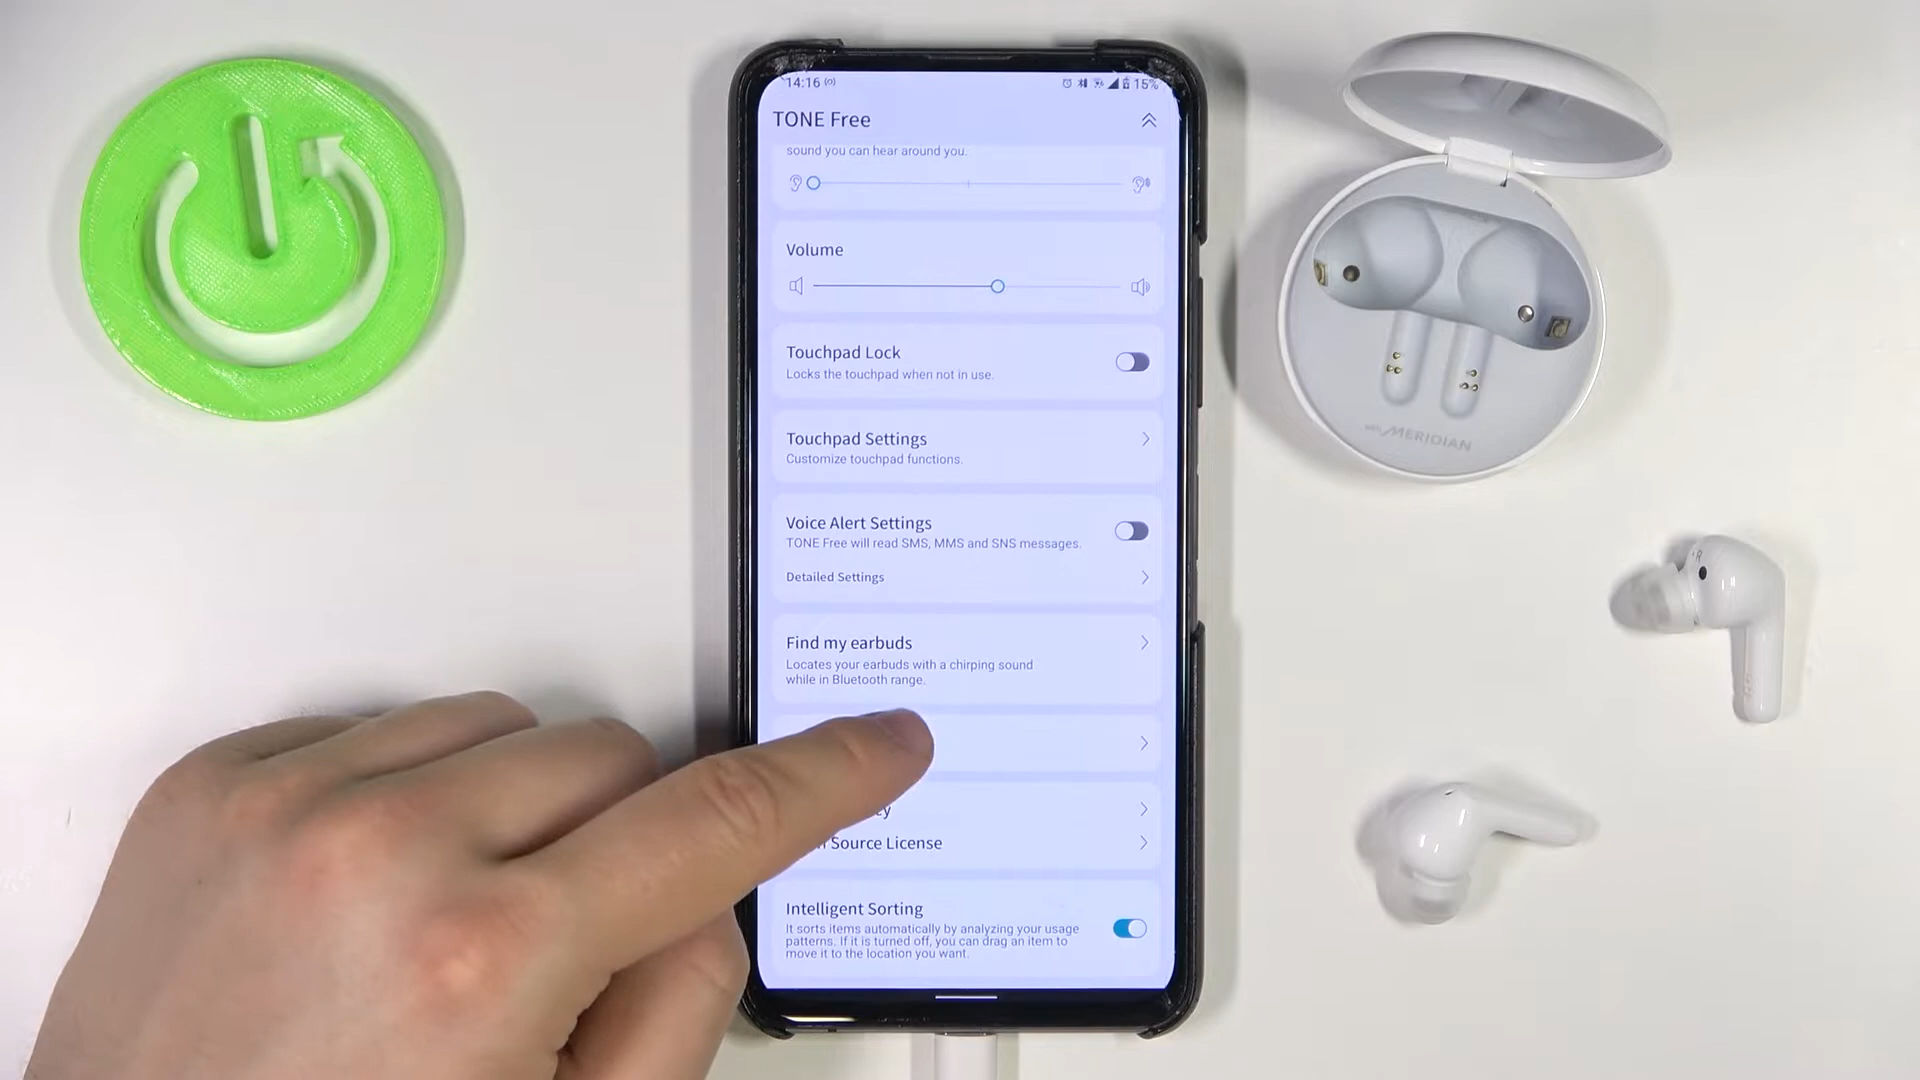 14:16
15%
TONE Free
sound you can hear around you.
Volume
Touchpad Lock
Locks the touchpad when not in use.
Touchpad Settings
Customize touchpad functions.
Voice Alert Settings
TONE Free will read SMS, MMS and SNS messages.
Detailed Settings
Find my earbuds
Locates your earbuds with a chirping sound
while in Bluetooth range.
Source License
Intelligent Sorting
It sorts items automatically by analyzing your usage
patterns. If it is turned off, you can drag an item to
move it to the location you want.
with MERIDIAN
R